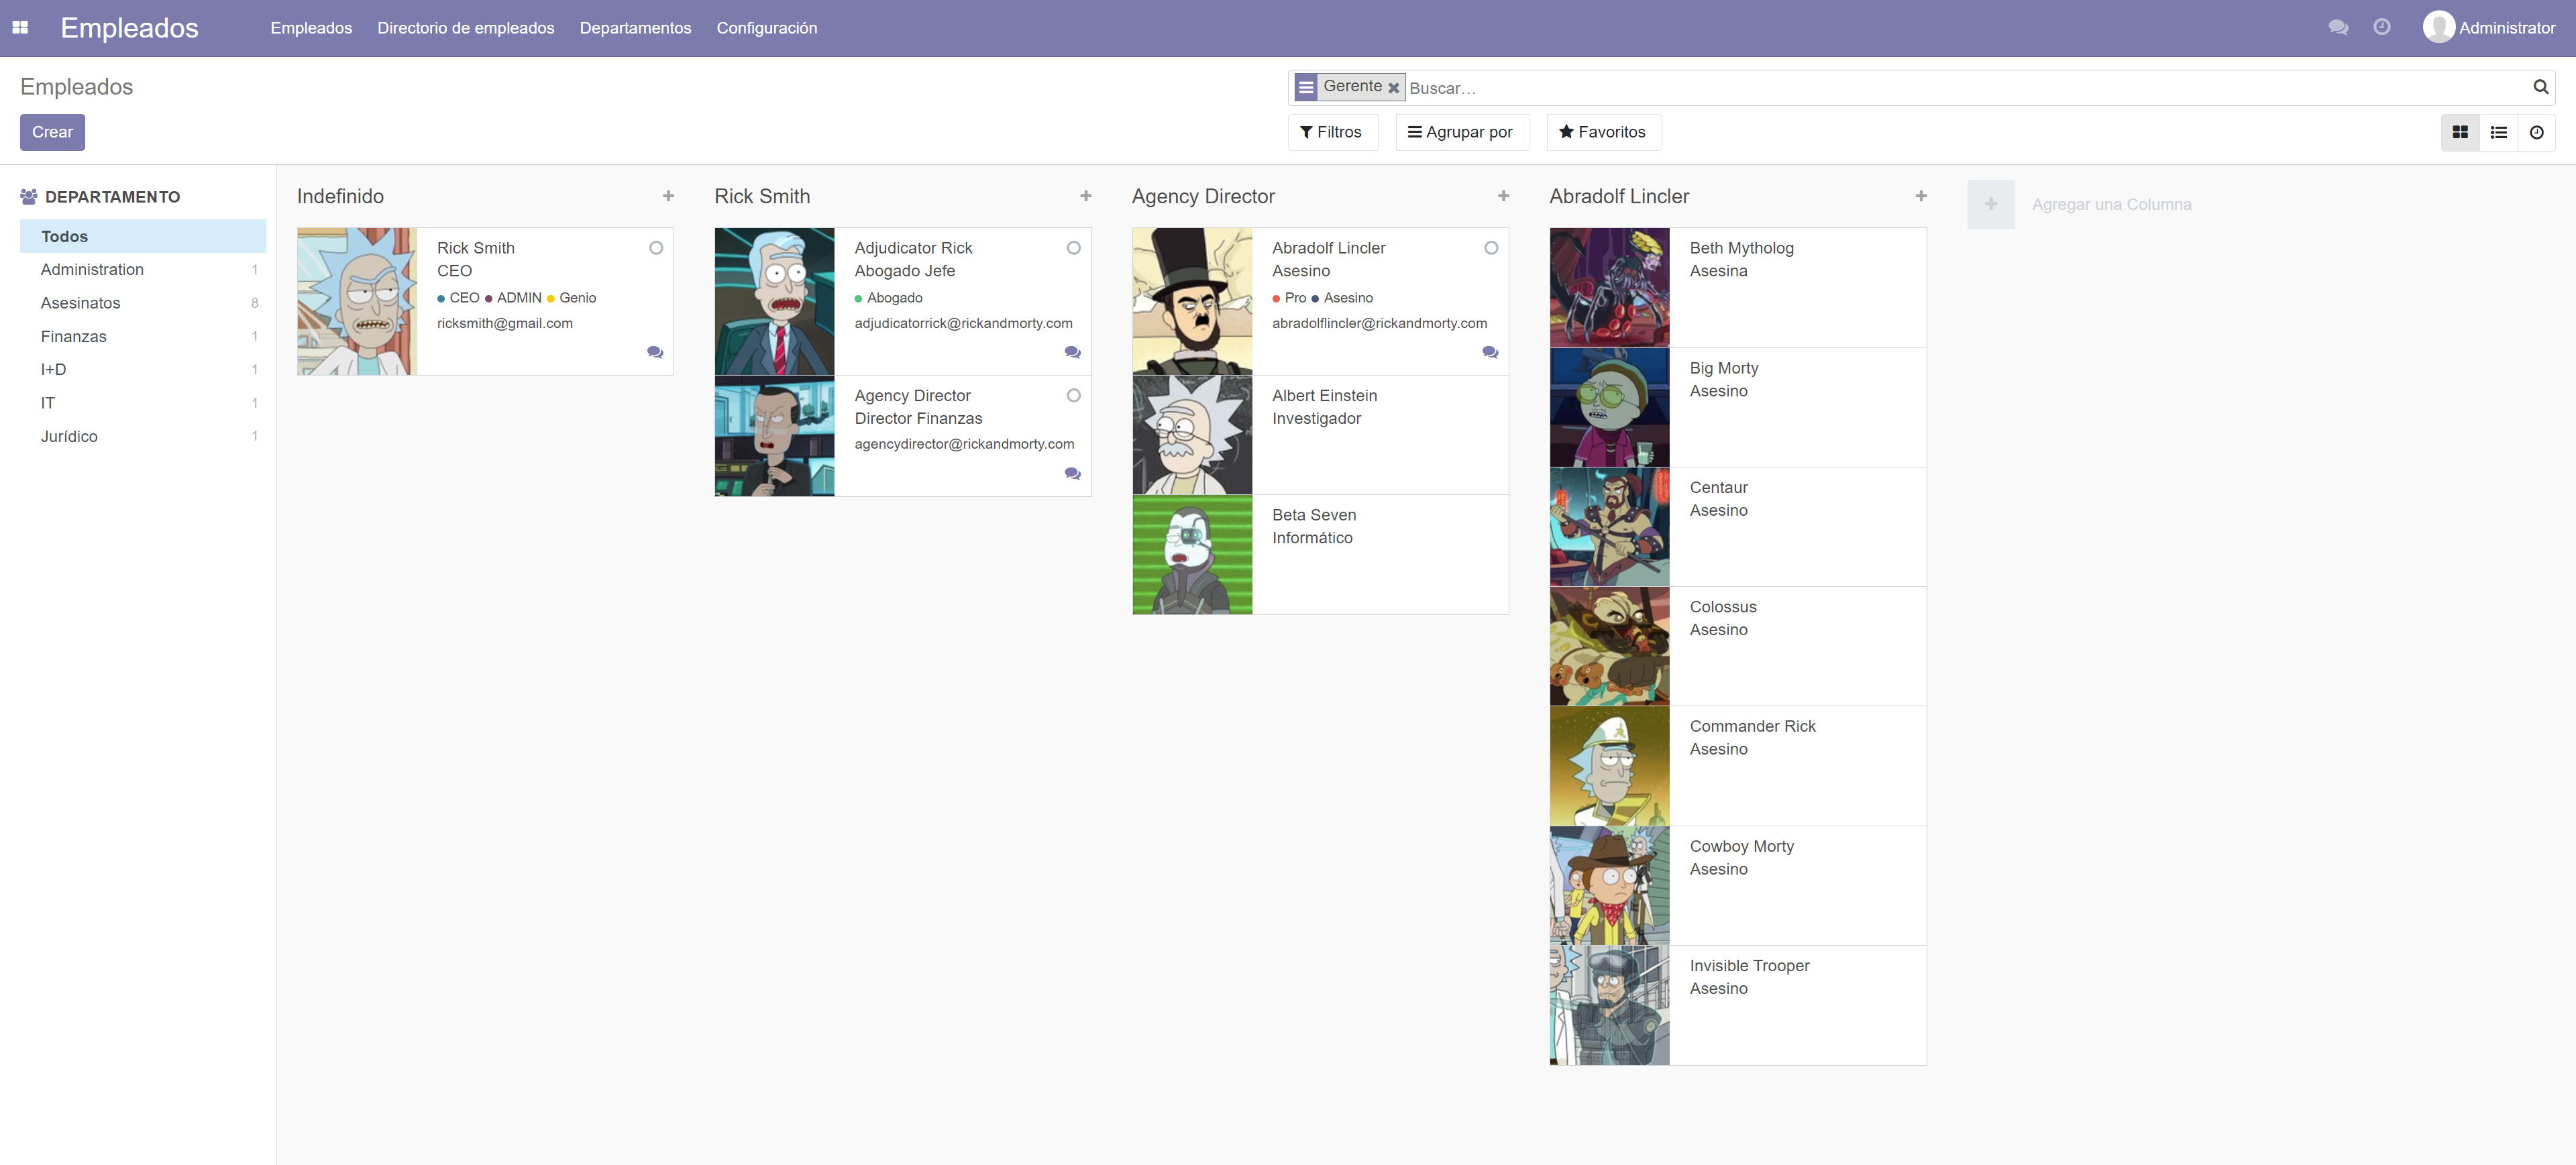 Empleados
Empleados Directorio de empleados Departamentos Configuración
Administrator
Empleados
Gerente Buscar...
Crear
Filtros Agrupar por Favoritos
DEPARTAMENTO
Todos
Administration 1
Asesinatos 8
Finanzas 1
I+D 1
IT 1
Jurídico 1
Indefinido
Rick Smith
CEO
CEO ADMIN Genio
ricksmith@gmail.com
Rick Smith
Adjudicator Rick
Abogado Jefe
Abogado
adjudicatorrick@rickandmorty.com
Agency Director
Director Finanzas
agencydirector@rickandmorty.com
Agency Director
Abradolf Lincler
Asesino
Pro Asesino
abradolflincler@rickandmorty.com
Albert Einstein
Investigador
Beta Seven
Informático
Abradolf Lincler
Beth Mytholog
Asesina
Big Morty
Asesino
Centaur
Asesino
Colossus
Asesino
Commander Rick
Asesino
Cowboy Morty
Asesino
Invisible Trooper
Asesino
Agregar una Columna